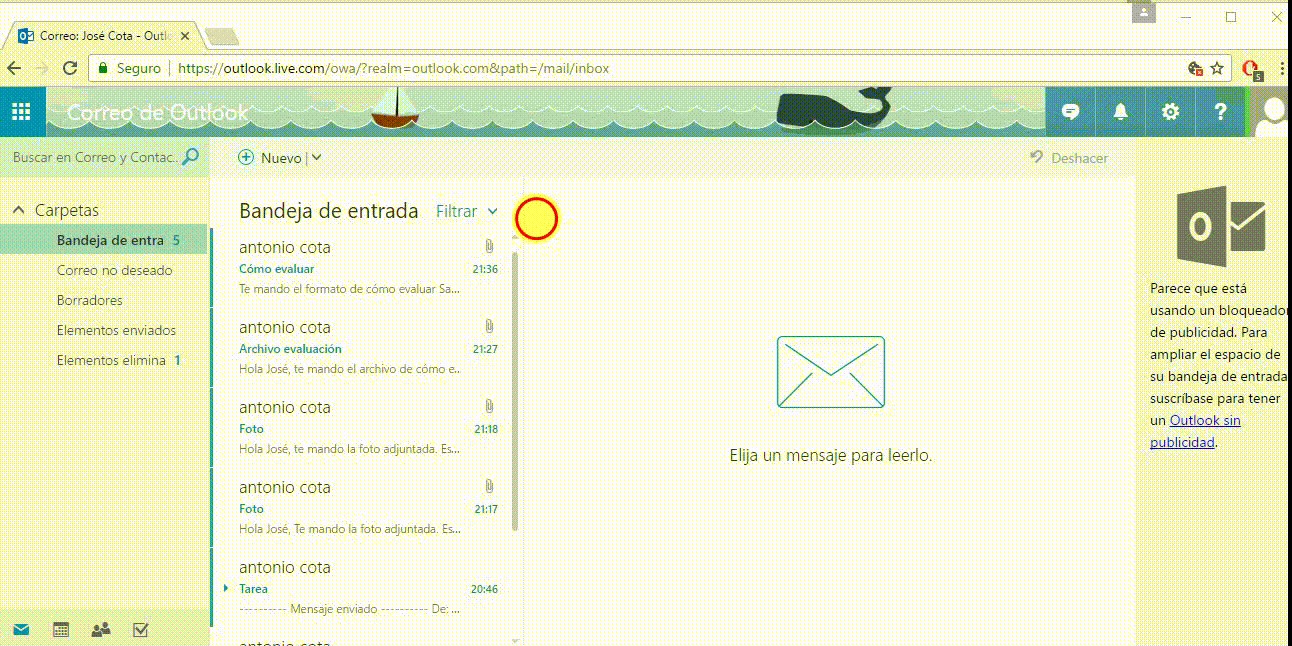 Correo: José Cota - Outl
Seguro https://outlook.live.com/owa/?realm=outlook.com&path=/mail/inbox
5
Correo de Outlook
?
Buscar en Correo y Contac..
Nuevo
Deshacer
Carpetas
Bandeja de entra 5
Correo no deseado
Borradores
Elementos enviados
Elementos elimina 1
Bandeja de entrada Filtrar
antonio cota
Cómo evaluar 21:36
Te mando el formato de cómo evaluar Sa...
antonio cota
Archivo evaluación 21:27
Hola José, te mando el archivo de cómo e...
antonio cota
Foto 21:18
Hola José, te mando la foto adjuntada. Es...
antonio cota
Foto 21:17
Hola José, Te mando la foto adjuntada. Es...
antonio cota
Tarea 20:46
---------- Mensaje enviado ---------- De: ...
antonio cota
Elija un mensaje para leerlo.
Parece que está
usando un bloqueador
de publicidad. Para
ampliar el espacio de
su bandeja de entrada
suscríbase para tener
un Outlook sin
publicidad.